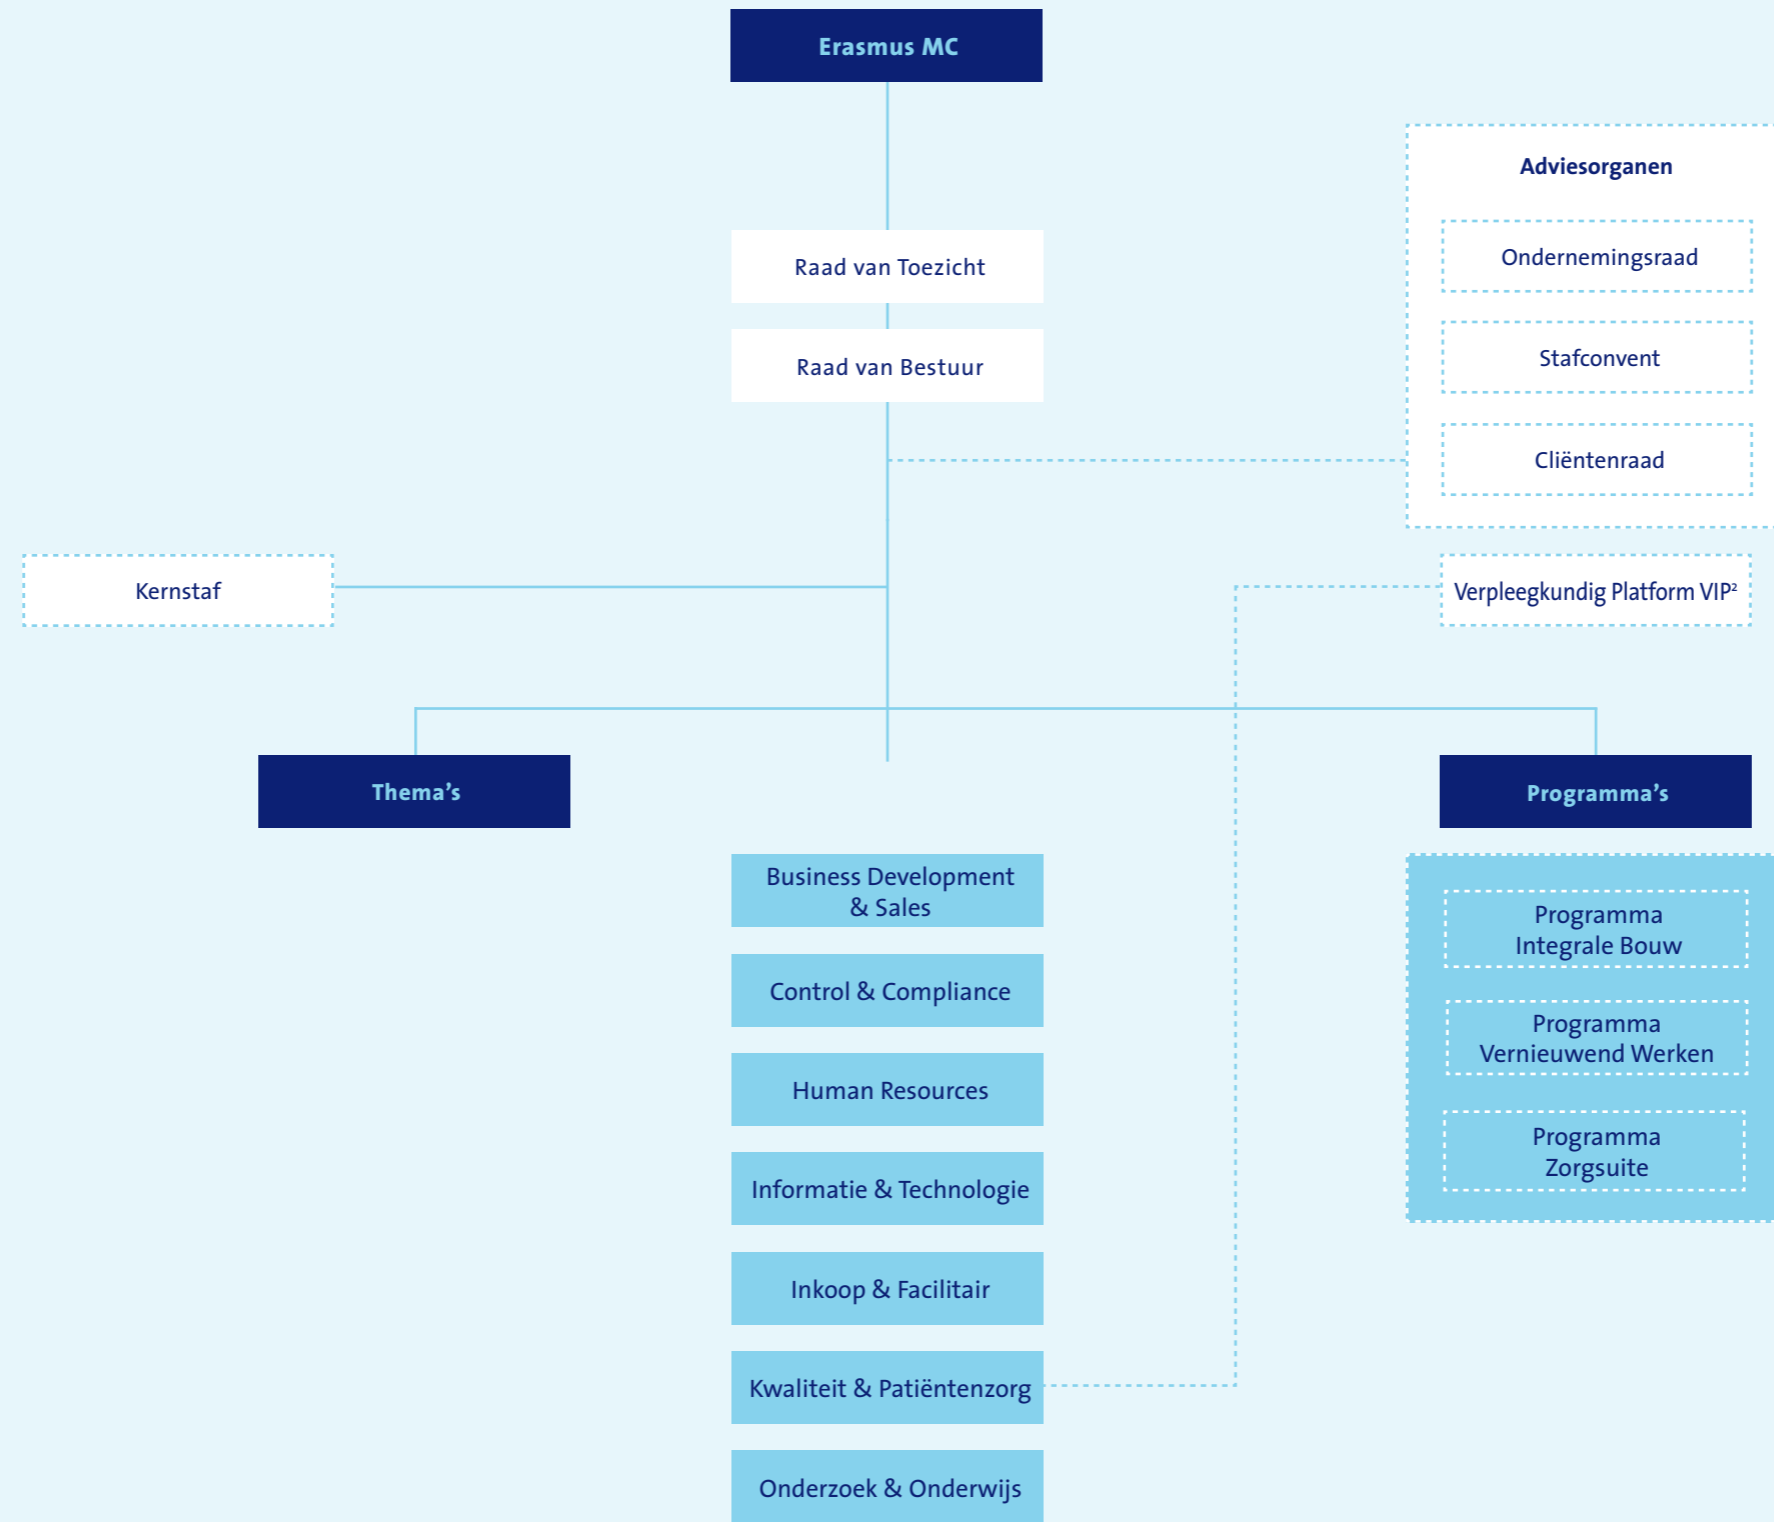 Erasmus MC
Adviesorganen
Raad van Toezicht
Ondernemingsraad
Raad van Bestuur
Stafconvent
Cliëntenraad
Kernstaf
Verpleegkundig Platform VIP²
Thema’s
Programma’s
Business Development
& Sales
Control & Compliance
Human Resources
Informatie & Technologie
Inkoop & Facilitair
Kwaliteit & Patiëntenzorg
Onderzoek & Onderwijs
Programma
Integrale Bouw
Programma
Vernieuwend Werken
Programma
Zorgsuite